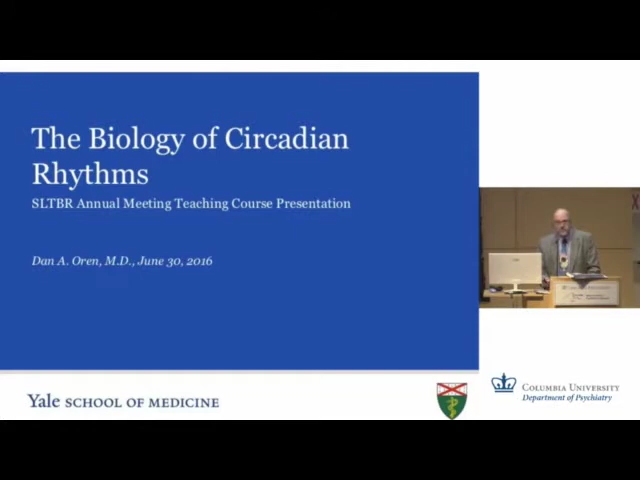 The Biology of Circadian
Rhythms
SLTBR Annual Meeting Teaching Course Presentation
Dan A. Oren, M.D., June 30, 2016
Yale SCHOOL OF MEDICINE
COLUMBIA UNIVERSITY
Department of Psychiatry